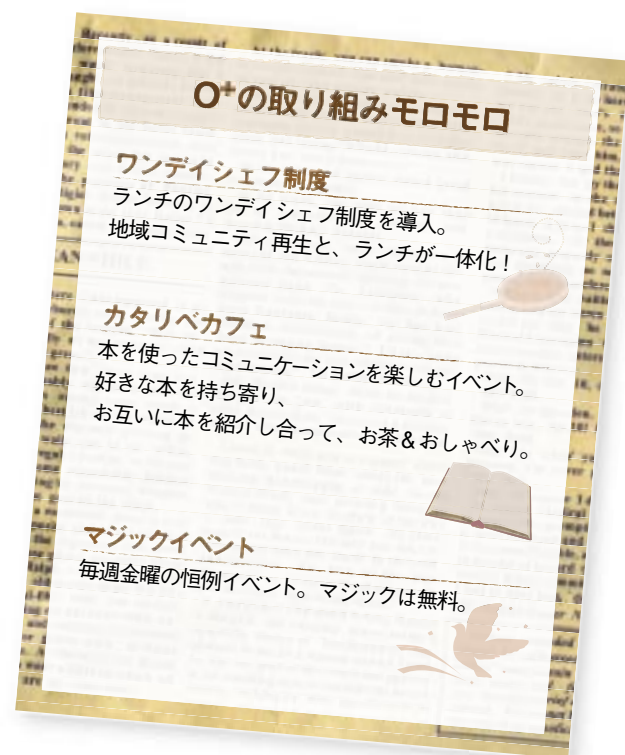 O⁺の取り組みモロモロ
ワンデイシェフ制度
ランチのワンデイシェフ制度を導入。
地域コミュニティ再生と、ランチが一体化！
カタリベカフェ
本を使ったコミュニケーションを楽しむイベント。
好きな本を持ち寄り、
お互いに本を紹介し合って、お茶＆おしゃべり。
マジックイベント
毎週金曜の恒例イベント。マジックは無料。